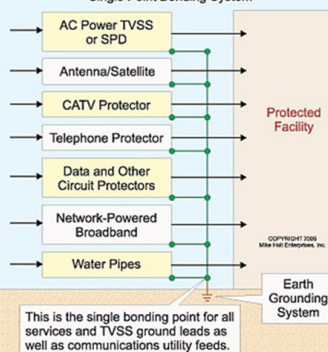 Single Point Bonding System
AC Power TVSS
or SPD
Antenna/Satellite
CATV Protector
Telephone Protector
Data and Other
Circuit Protectors
Network-Powered
Broadband
Water Pipes
Protected
Facility
COPYRIGHT 2005
Mike Holt Enterprises, Inc.
Earth
Grounding
System
This is the single bonding point for all
services and TVSS ground leads as
well as communications utility feeds.